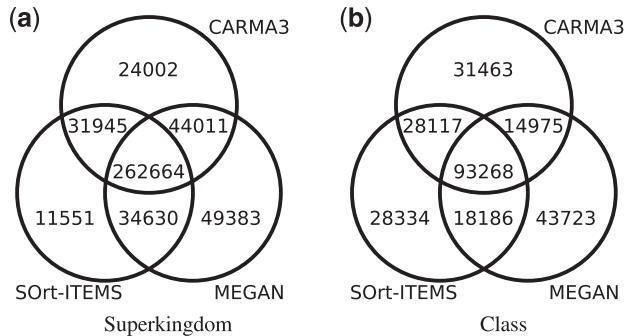 (a)
CARMA3
24002
31945 44011
262664
11551 34630 49383
SOrt-ITEMS MEGAN
Superkingdom
(b)
CARMA3
31463
28117 14975
93268
28334 18186 43723
SOrt-ITEMS MEGAN
Class